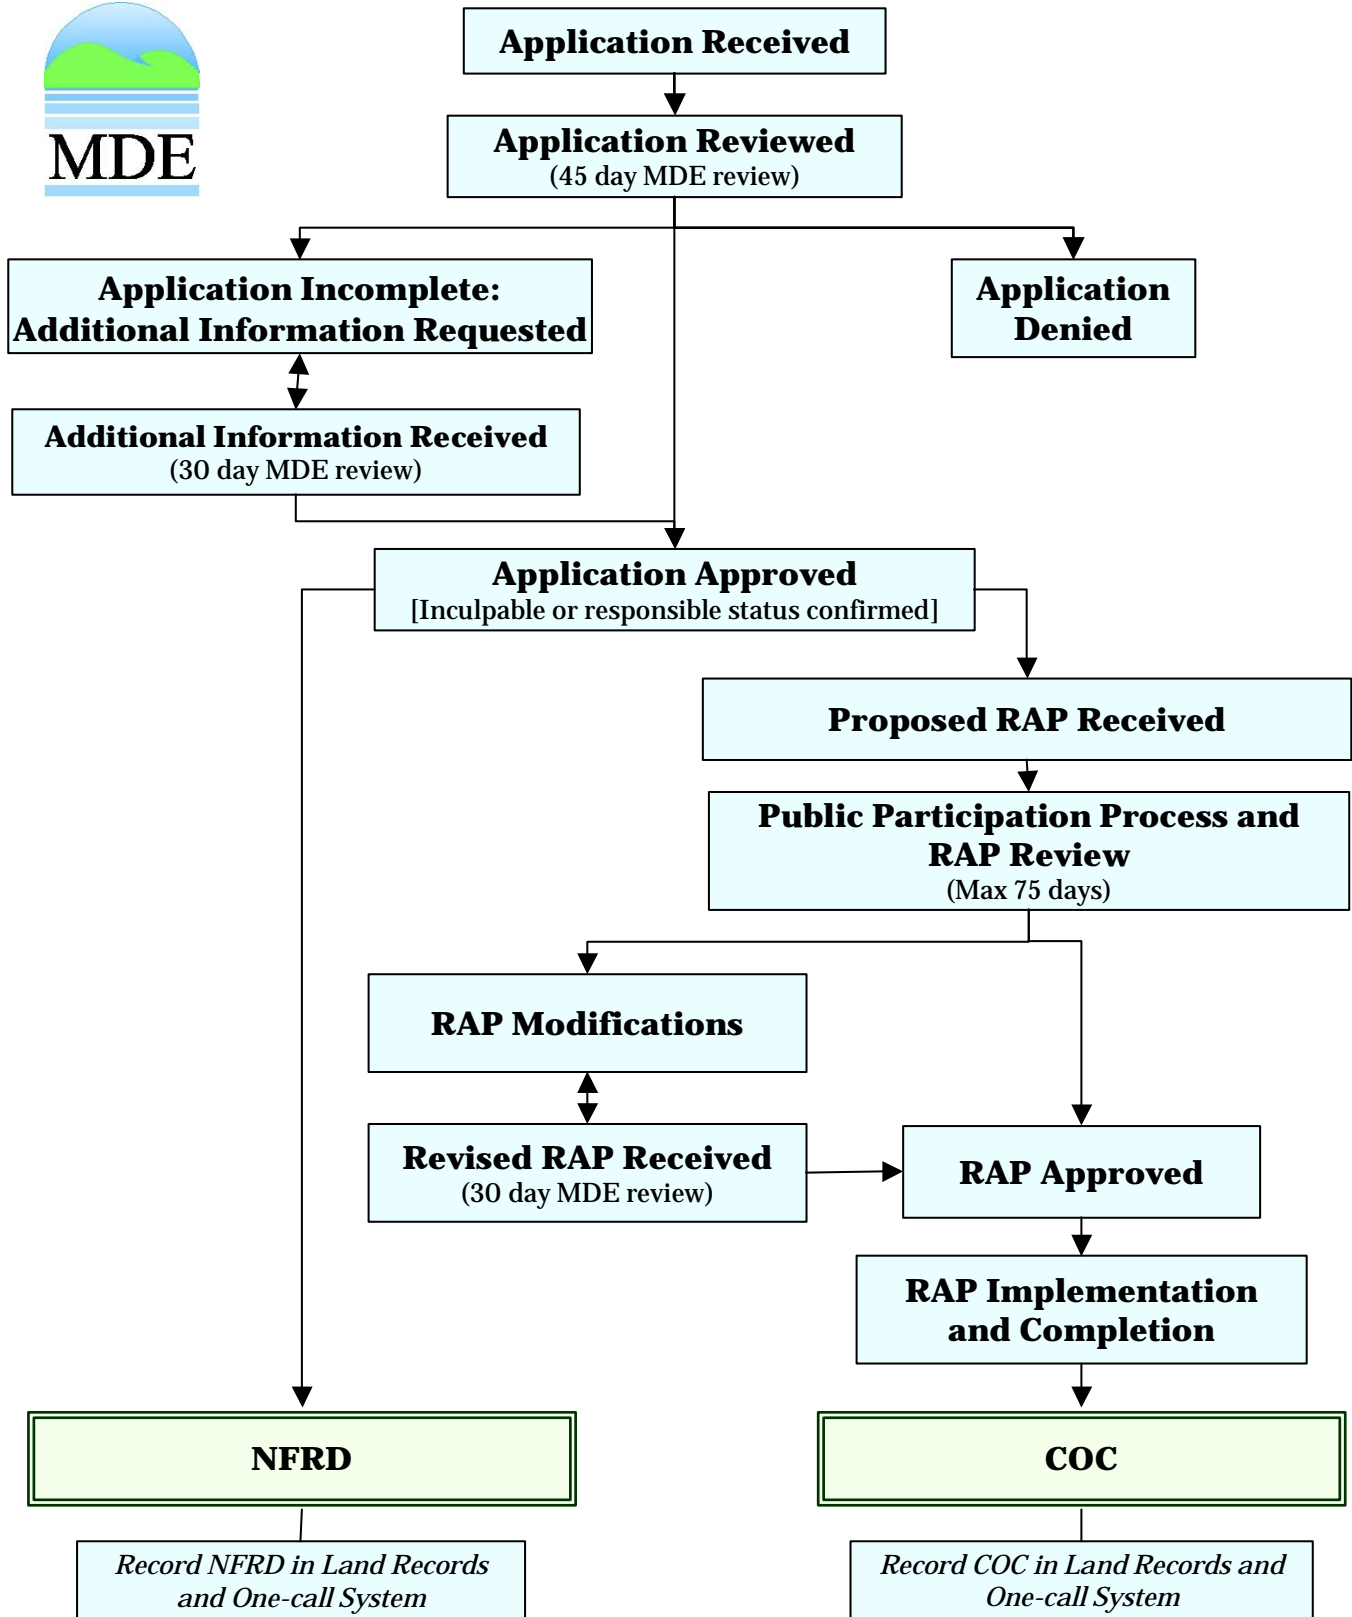 MDE
Application Received
Application Reviewed
(45 day MDE review)
Application Incomplete:
Additional Information Requested
Application
Denied
Additional Information Received
(30 day MDE review)
Application Approved
[Inculpable or responsible status confirmed]
Proposed RAP Received
Public Participation Process and
RAP Review
(Max 75 days)
RAP Modifications
Revised RAP Received
(30 day MDE review)
RAP Approved
RAP Implementation
and Completion
NFRD
COC
Record NFRD in Land Records
and One-call System
Record COC in Land Records and
One-call System